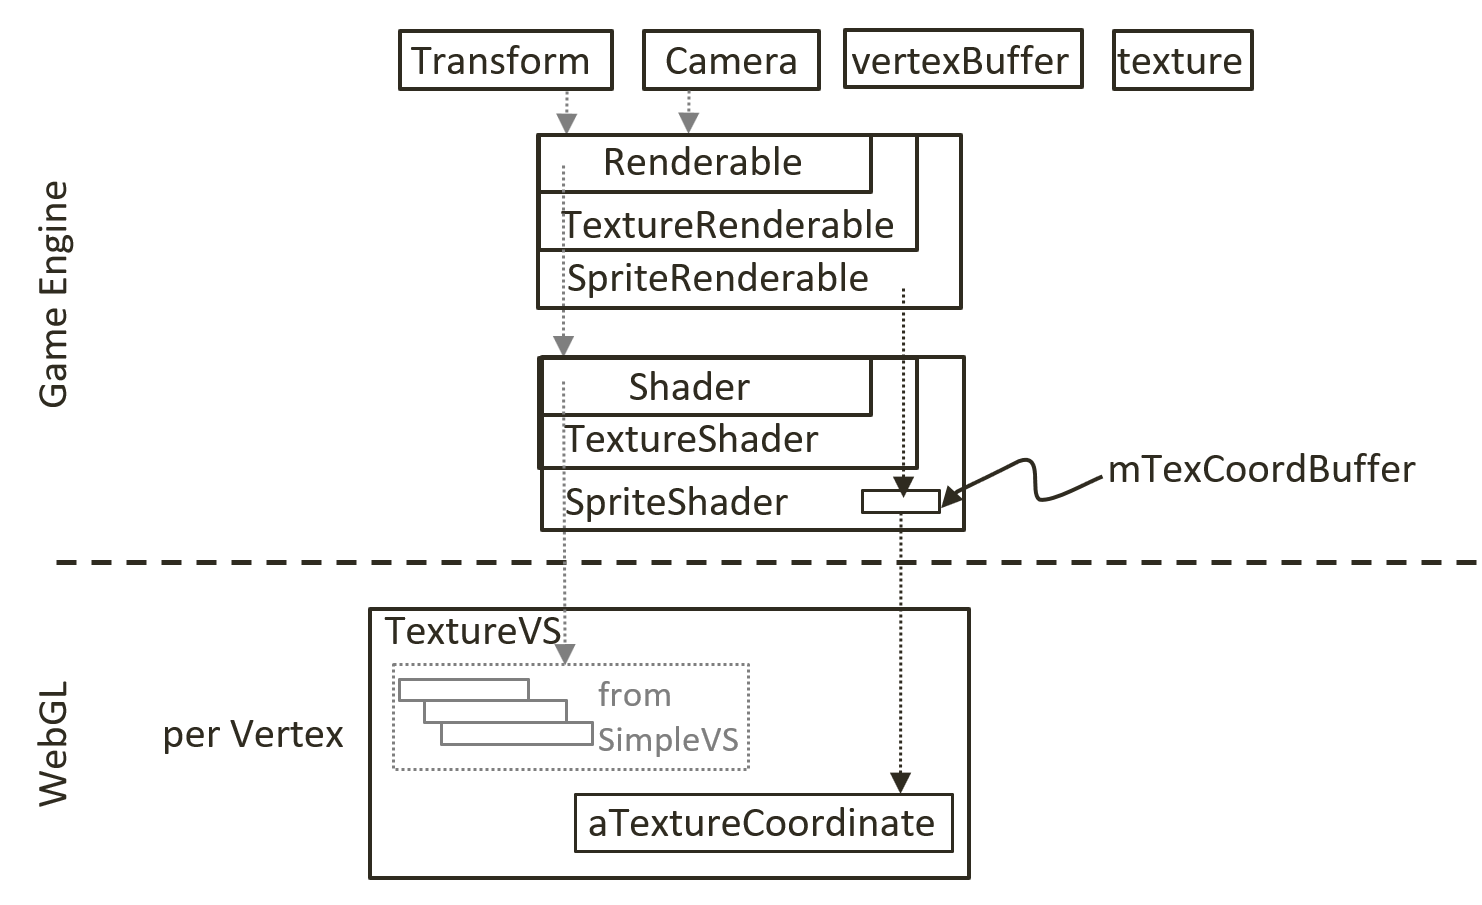 Transform
Camera
vertexBuffer
texture
Game Engine
Renderable
TextureRenderable
SpriteRenderable
Shader
TextureShader
SpriteShader
mTexCoordBuffer
WebGL
per Vertex
TextureVS
from
SimpleVS
aTextureCoordinate